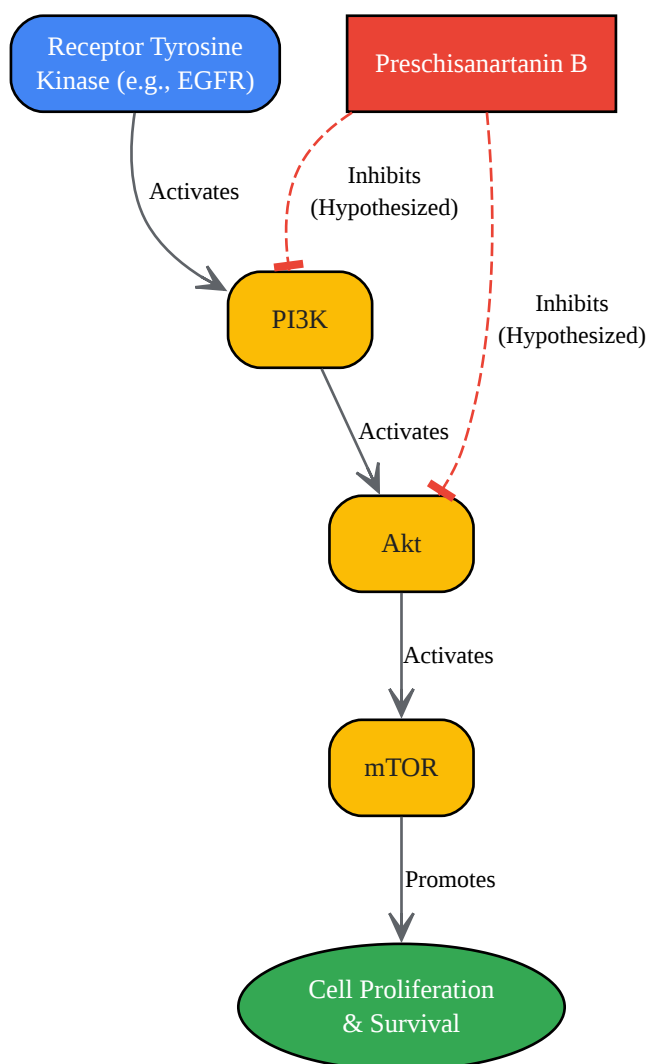 Receptor Tyrosine
Kinase (e.g., EGFR)
Preschisanartanin B
Activates
Inhibits
(Hypothesized)
PI3K
Inhibits
(Hypothesized)
Activates
Akt
Activates
mTOR
Promotes
Cell Proliferation
& Survival